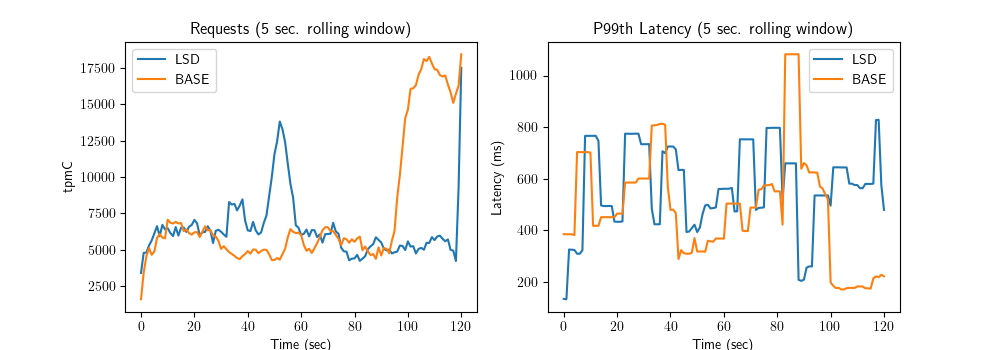 Requests (5 sec. rolling window)
LSD
BASE
17500
15000
12500
10000
7500
5000
2500
tpmC
0
20
40
60
80
100
120
Time (sec)
P99th Latency (5 sec. rolling window)
LSD
BASE
1000
800
600
400
200
Latency (ms)
0
20
40
60
80
100
120
Time (sec)